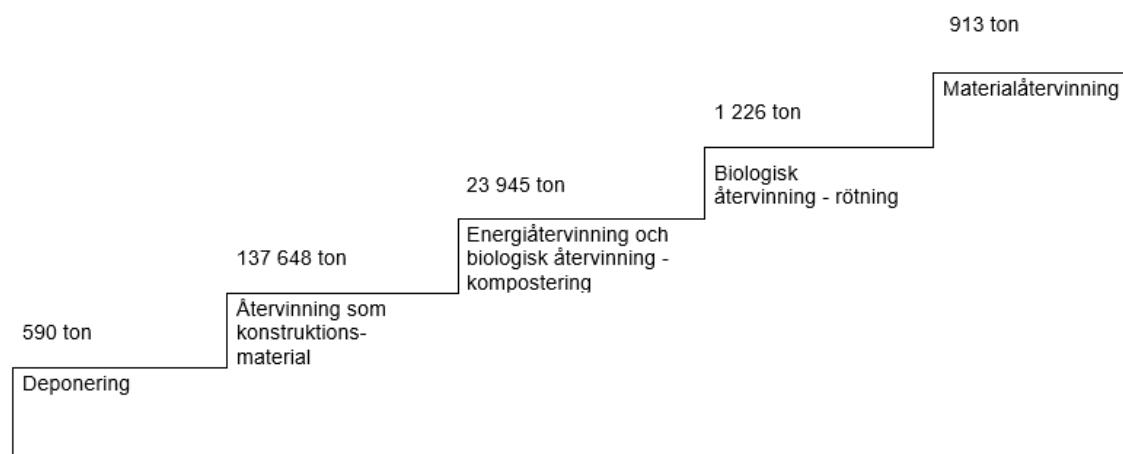 913 ton
Materialåtervinning
1 226 ton
Biologisk
återvinning - rötning
23 945 ton
Energiåtervinning och
biologisk återvinning -
kompostering
137 648 ton
Återvinning som
konstruktions-
material
590 ton
Deponering